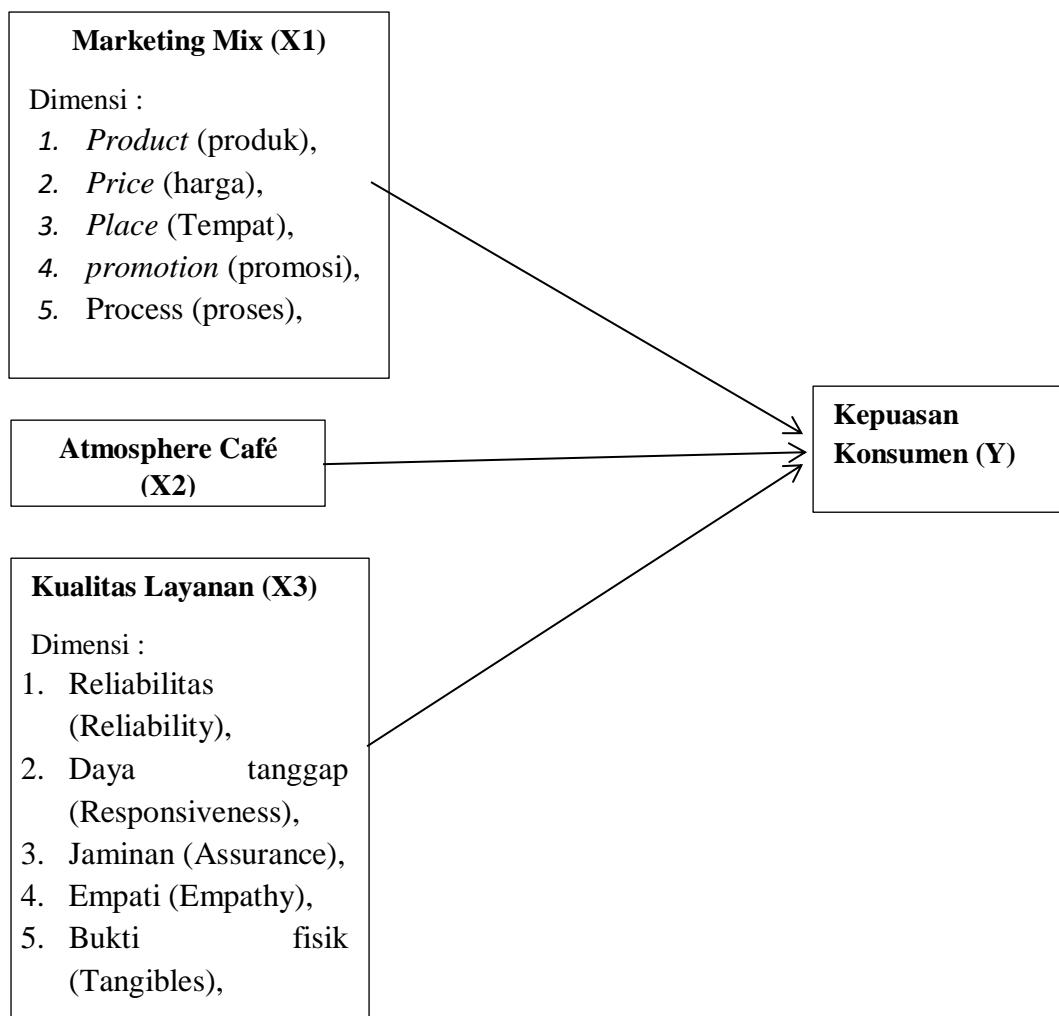 Marketing Mix (X1)
Dimensi :
1. Product (produk),
2. Price (harga),
3. Place (Tempat),
4. promotion (promosi),
5. Process (proses),
Atmosphere Café
(X2)
Kualitas Layanan (X3)
Dimensi :
1. Reliabilitas
(Reliability),
2. Daya tanggap
(Responsiveness),
3. Jaminan (Assurance),
4. Empati (Empathy),
5. Bukti fisik
(Tangibles),
Kepuasan
Konsumen (Y)